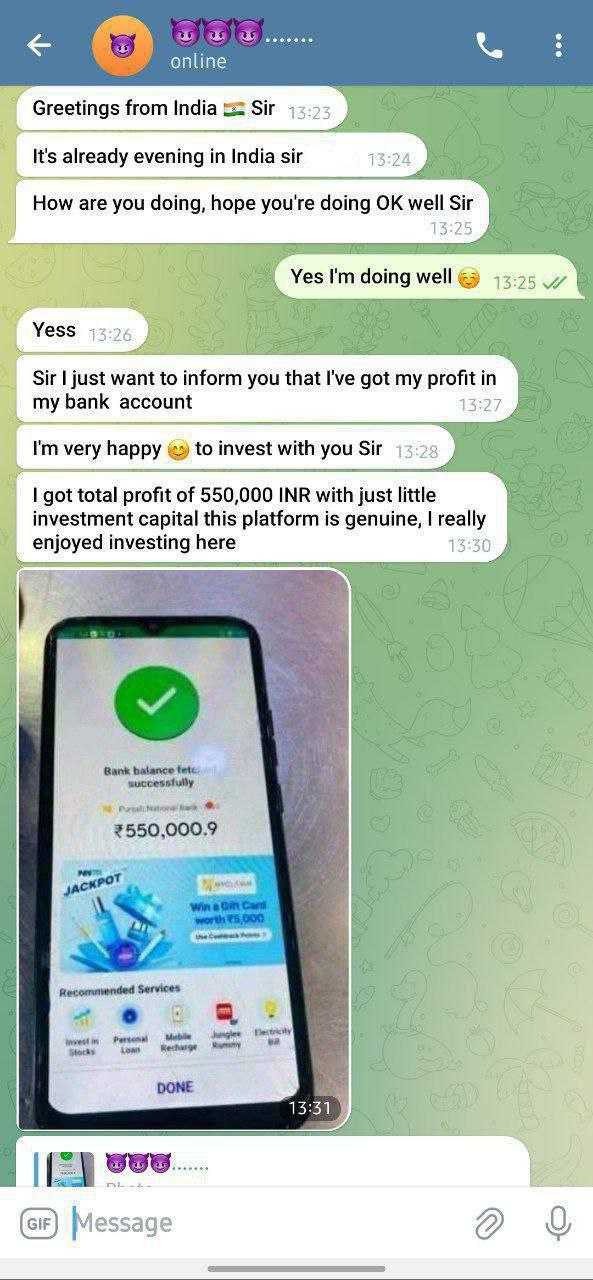 😈😈😈.......
online
Greetings from India 🇮🇳 Sir 13:23
It's already evening in India sir 13:24
How are you doing, hope you're doing OK well Sir
13:25
Yes I'm doing well ☺️ 13:25
Yess 13:26
Sir I just want to inform you that I've got my profit in
my bank account 13:27
I'm very happy 😊 to invest with you Sir 13:28
I got total profit of 550,000 INR with just little
investment capital this platform is genuine, I really
enjoyed investing here 13:30
Bank balance
successfully
National Bank
₹550,000.9
JACKPOT
Win a Gift Card
worth ₹5,000
Use Cashback Points
Recommended Services
Invest in
Stocks
Personal
Loan
Mobile
Recharge
Junglee
Rummy
Electricity
Bill
DONE
13:31
😈😈😈.......
GIF Message